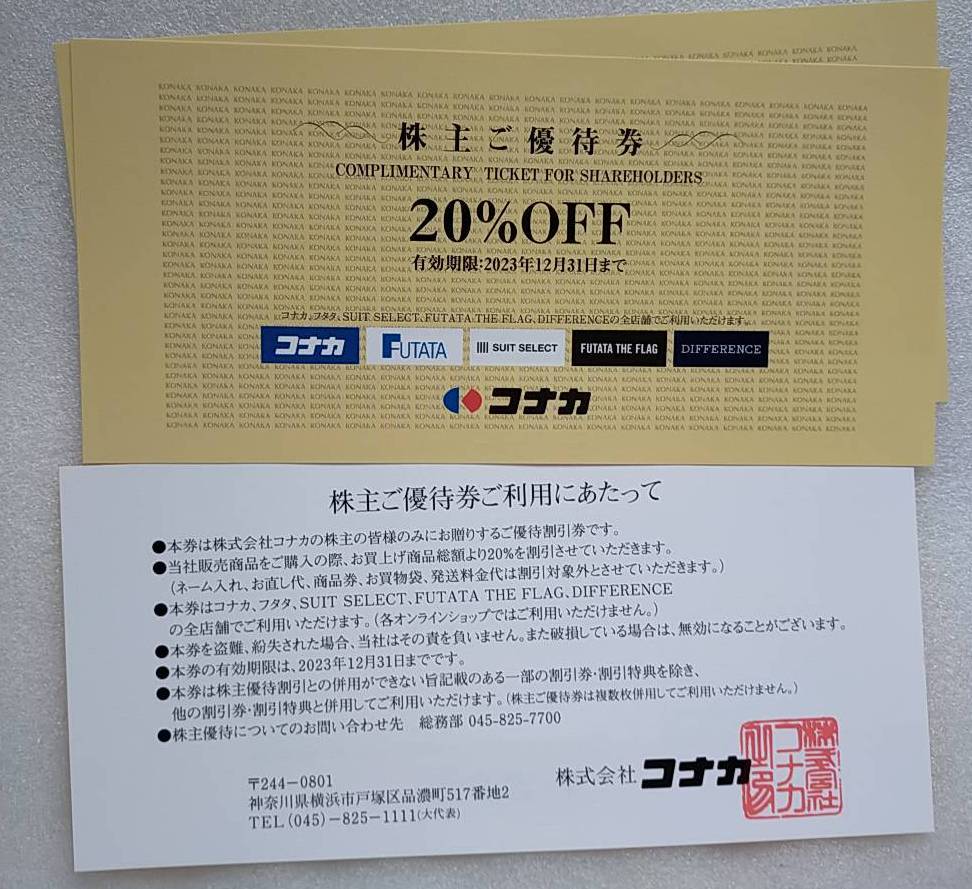 株主ご優待券
COMPLIMENTARY TICKET FOR SHAREHOLDERS
20%OFF
有効期限:2023年12月31日まで
コナカ、フタタ、SUIT SELECT、FUTATA THE FLAG、DIFFERENCEの全店舗でご利用いただけます。
コナカ FUTATA SUIT SELECT FUTATA THE FLAG DIFFERENCE
コナカ
株主ご優待券ご利用にあたって
●本券は株式会社コナカの株主の皆様のみにお贈りするご優待割引券です。
●当社販売商品をご購入の際、お買上げ商品総額より20%を割引させていただきます。
(ネーム入れ、お直し代、商品券、お買物袋、発送料金代は割引対象外とさせていただきます。)
●本券はコナカ、フタタ、SUIT SELECT、FUTATA THE FLAG、DIFFERENCE
の全店舗でご利用いただけます。(各オンラインショップではご利用いただけません。)
●本券を盗難、紛失された場合、当社はその責を負いません。また破損している場合は、無効になることがございます。
●本券の有効期限は、2023年12月31日までです。
●本券は株主優待割引との併用ができない旨記載のある一部の割引券・割引特典を除き、
他の割引券・割引特典と併用してご利用いただけます。(株主ご優待券は複数枚併用してご利用いただけません。)
●株主優待についてのお問い合わせ先 総務部 045-825-7700
〒244-0801
神奈川県横浜市戸塚区品濃町517番地2
TEL(045)-825-1111(大代表)
株式会社 コナカ
株式会社
コナカ